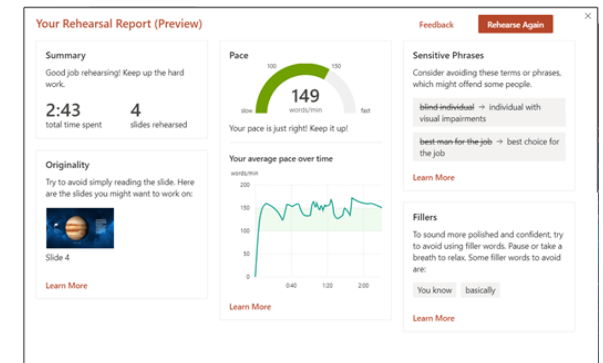 Your Rehearsal Report (Preview)
Feedback
Rehearse Again
Summary
Good job rehearsing! Keep up the hard
work.
2:43
total time spent
4
slides rehearsed
Originality
Try to avoid simply reading the slide. Here
are the slides you might want to work on:
Slide 4
Learn More
Pace
100
150
149
words/min
slow
fast
Your pace is just right! Keep it up!
Your average pace over time
words/min
200
150
100
50
0
0:40
1:20
2:00
Learn More
Sensitive Phrases
Consider avoiding these terms or phrases,
which might offend some people.
blind individual → individual with
visual impairments
best man for the job → best choice for
the job
Learn More
Fillers
To sound more polished and confident, try
to avoid using filler words. Pause or take a
breath to relax. Some filler words to avoid
are:
You know
basically
Learn More